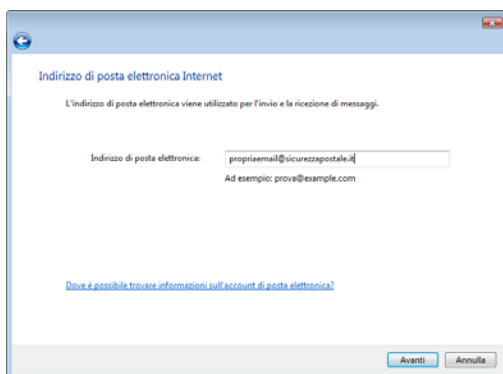 Indirizzo di posta elettronica Internet
L'indirizzo di posta elettronica viene utilizzato per l'invio e la ricezione di messaggi.
Indirizzo di posta elettronica: propriaemail@sicurezzapostale.it
Ad esempio: prova@example.com
Dove è possibile trovare informazioni sull'account di posta elettronica?
Avanti Annulla